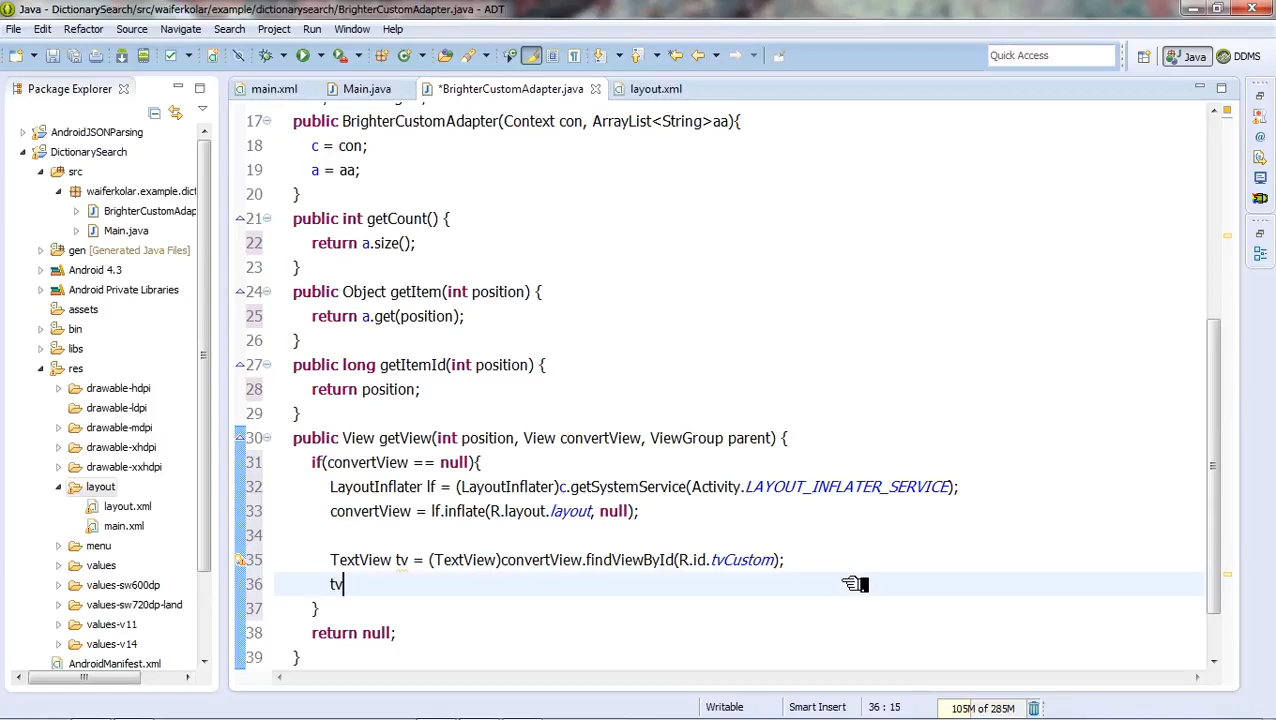 Java - DictionarySearch/src/waiferkolar/example/dictionarysearch/BrighterCustomAdapter.java - ADT
File Edit Refactor Source Navigate Search Project Run Window Help
Quick Access
Java
DDMS
Package Explorer
main.xml
Main.java
*BrighterCustomAdapter.java
layout.xml
AndroidJSONParsing
DictionarySearch
src
waiferkolar.example.dict
BrighterCustomAdap
Main.java
gen [Generated Java Files]
Android 4.3
Android Private Libraries
assets
bin
libs
res
drawable-hdpi
drawable-ldpi
drawable-mdpi
drawable-xhdpi
drawable-xxhdpi
layout
layout.xml
main.xml
menu
values
values-sw600dp
values-sw720dp-land
values-v11
values-v14
AndroidManifest.xml
17 public BrighterCustomAdapter(Context con, ArrayList<String>aa){
18 c = con;
19 a = aa;
20 }
21 public int getCount() {
22 return a.size();
23 }
24 public Object getItem(int position) {
25 return a.get(position);
26 }
27 public long getItemId(int position) {
28 return position;
29 }
30 public View getView(int position, View convertView, ViewGroup parent) {
31 if(convertView == null){
32 LayoutInflater lf = (LayoutInflater)c.getSystemService(Activity.LAYOUT_INFLATER_SERVICE);
33 convertView = lf.inflate(R.layout.layout, null);
34
35 TextView tv = (TextView)convertView.findViewById(R.id.tvCustom);
36 tv
37 }
38 return null;
39 }
Writable
Smart Insert
36 : 15
105M of 285M